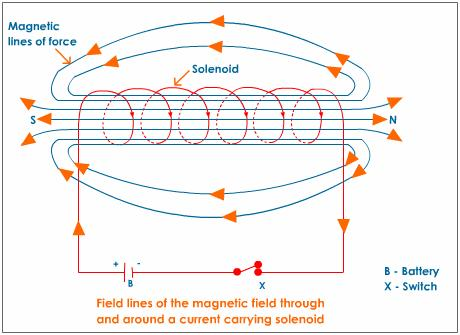 Magnetic
lines of force
Solenoid
S
N
+ -
B
X
B - Battery
X - Switch
Field lines of the magnetic field through
and around a current carrying solenoid